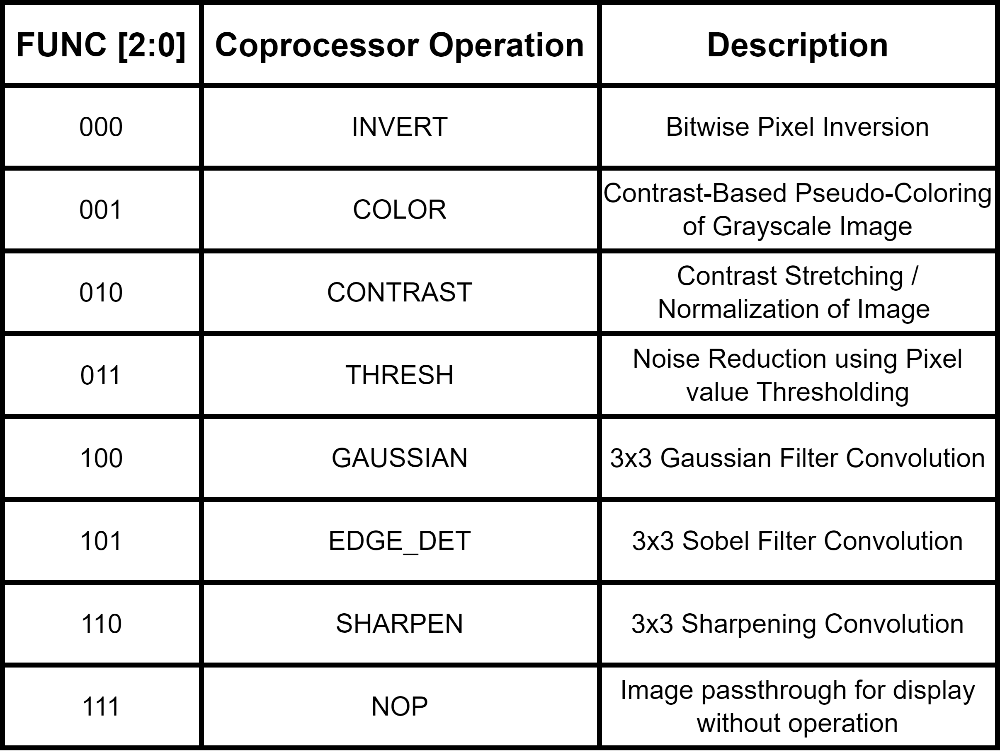 FUNC [2:0] Coprocessor Operation Description
000 INVERT Bitwise Pixel Inversion
001 COLOR Contrast-Based Pseudo-Coloring
of Grayscale Image
010 CONTRAST Contrast Stretching /
Normalization of Image
011 THRESH Noise Reduction using Pixel
value Thresholding
100 GAUSSIAN 3x3 Gaussian Filter Convolution
101 EDGE_DET 3x3 Sobel Filter Convolution
110 SHARPEN 3x3 Sharpening Convolution
111 NOP Image passthrough for display
without operation